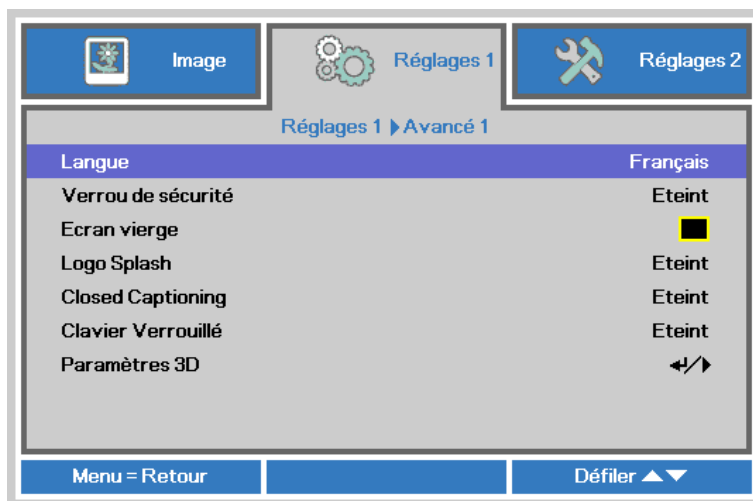 Image
Réglages 1
Réglages 2
Réglages 1 Avancé 1
Langue Français
Verrou de sécurité Eteint
Ecran vierge
Logo Splash Eteint
Closed Captioning Eteint
Clavier Verrouillé Eteint
Paramètres 3D
Menu = Retour
Défiler